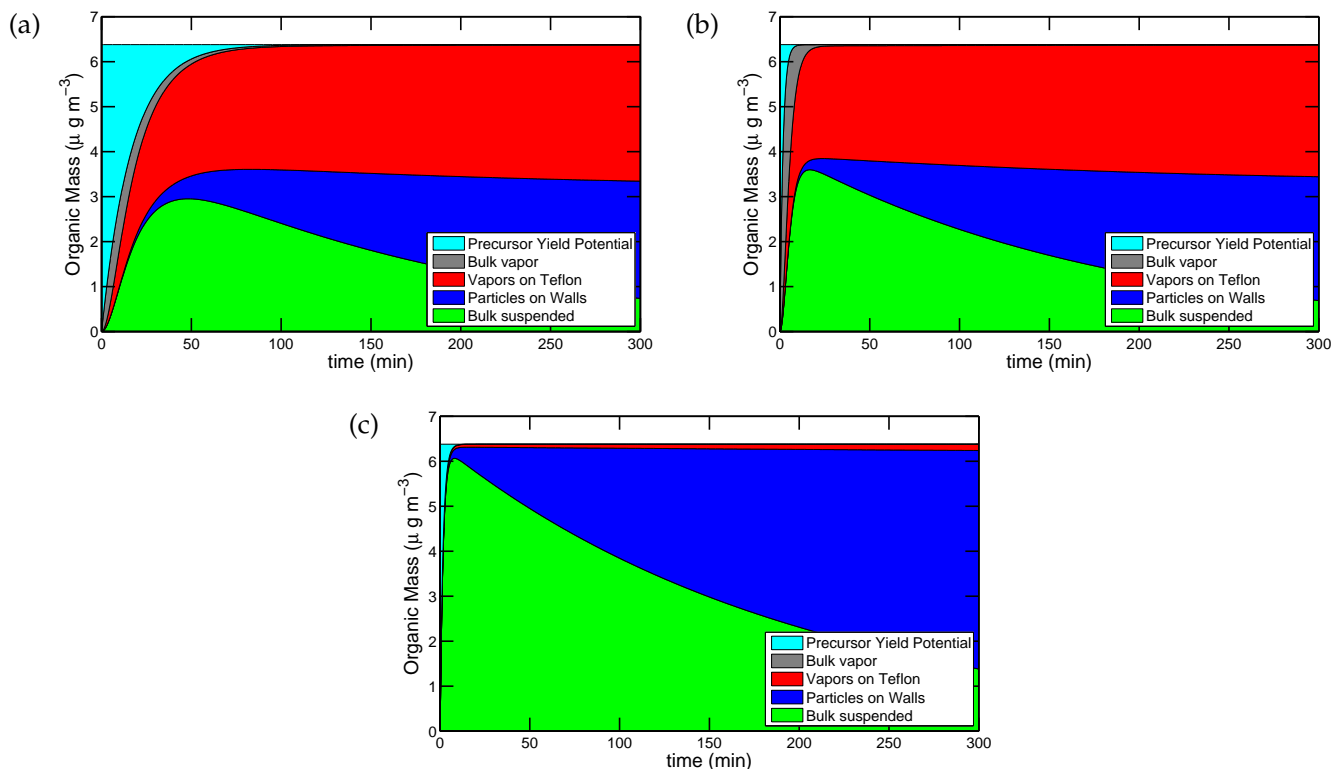 (a)
7
6
5
4
3
2
1
0
Organic Mass (μ g m−3)
0 50 100 150 200 250 300
time (min)
Precursor Yield Potential
Bulk vapor
Vapors on Teflon
Particles on Walls
Bulk suspended
(b)
7
6
5
4
3
2
1
0
Organic Mass (μ g m−3)
0 50 100 150 200 250 300
time (min)
Precursor Yield Potential
Bulk vapor
Vapors on Teflon
Particles on Walls
Bulk suspended
(c)
7
6
5
4
3
2
1
0
Organic Mass (μ g m−3)
0 50 100 150 200 250 300
time (min)
Precursor Yield Potential
Bulk vapor
Vapors on Teflon
Particles on Walls
Bulk suspended